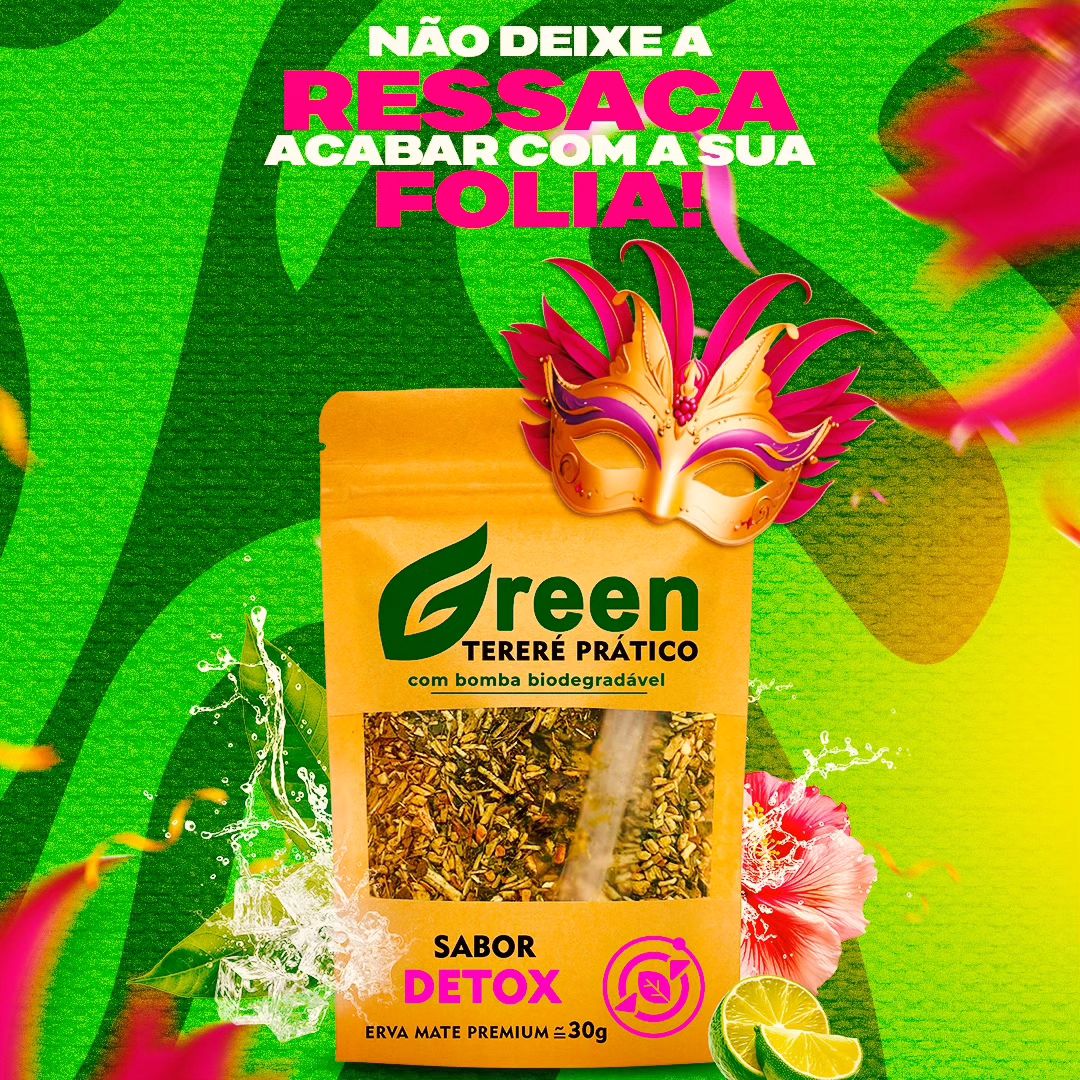 NÃO DEIXE A
RESSACA
ACABAR COM A SUA
FOLIA!
Green
TERERÉ PRÁTICO
com bomba biodegradável
SABOR
DETOX
ERVA MATE PREMIUM ≅30g